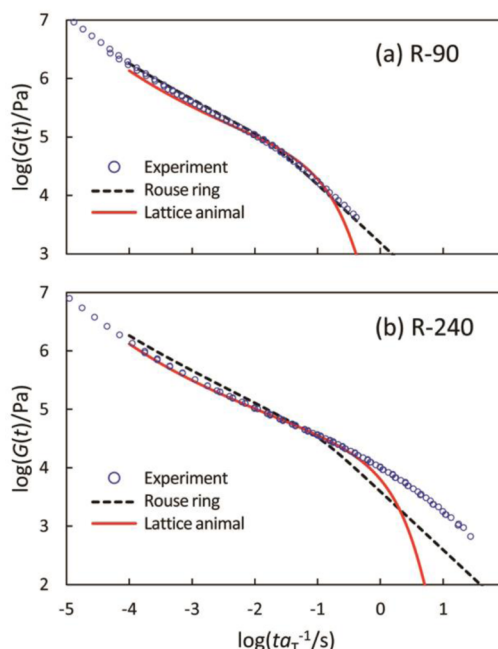 7
(a) R-90
6
log(G(t)/Pa)
5
Experiment
4
Rouse ring
Lattice animal
3
7
(b) R-240
6
5
log(G(t)/Pa)
4
Experiment
Rouse ring
3
Lattice animal
2
-5 -4 -3 -2 -1 0 1
log(ta_T^-1/s)